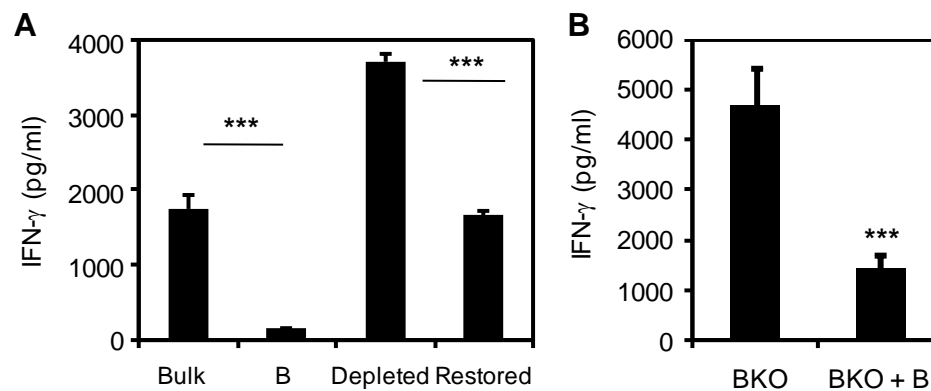 A
IFN-γ (pg/ml)
4000
3000
2000
1000
0
***
***
Bulk B Depleted Restored
B
IFN-γ (pg/ml)
6000
5000
4000
3000
2000
1000
0
***
BKO BKO + B